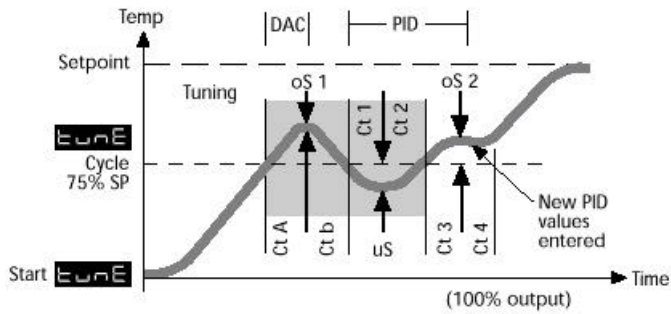 DAC
PID
Temp
Setpoint
Tuning
oS 1
oS 2
Ct 1
Ct 2
tunE
Cycle
75% SP
New PID
values
entered
Ct A
Ct b
uS
Ct 3
Ct 4
Start tunE
Time
(100% output)